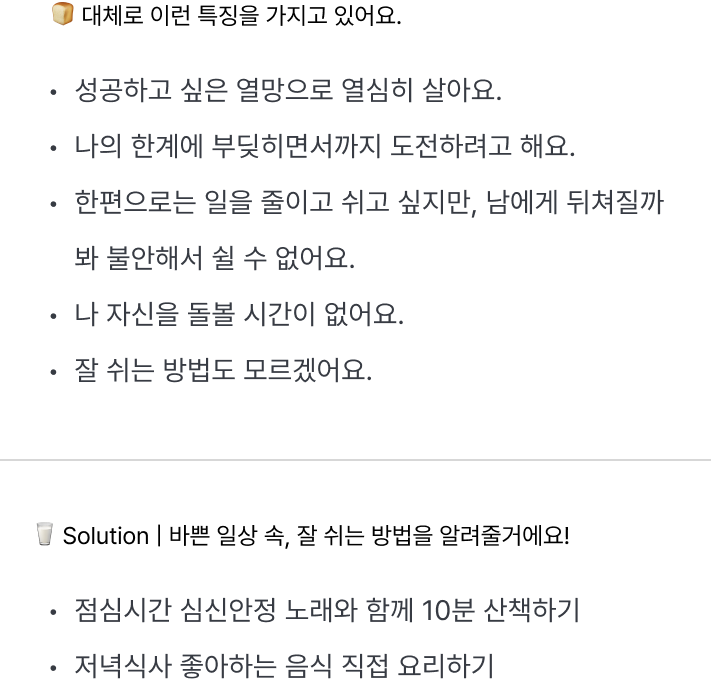 🍞 대체로 이런 특징을 가지고 있어요.
• 성공하고 싶은 열망으로 열심히 살아요.
• 나의 한계에 부딪히면서까지 도전하려고 해요.
• 한편으로는 일을 줄이고 쉬고 싶지만, 남에게 뒤쳐질까
봐 불안해서 쉴 수 없어요.
• 나 자신을 돌볼 시간이 없어요.
• 잘 쉬는 방법도 모르겠어요.
🥛 Solution | 바쁜 일상 속, 잘 쉬는 방법을 알려줄거에요!
• 점심시간 심신안정 노래와 함께 10분 산책하기
• 저녁식사 좋아하는 음식 직접 요리하기